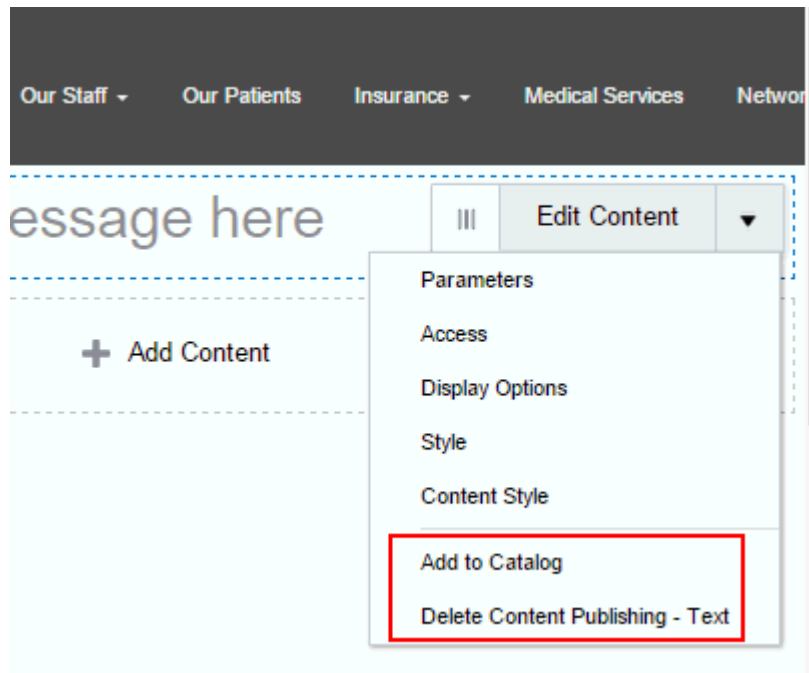 Our Staff Our Patients Insurance Medical Services Networ
essage here
Edit Content
Parameters
Add Content
Access
Display Options
Style
Content Style
Add to Catalog
Delete Content Publishing - Text